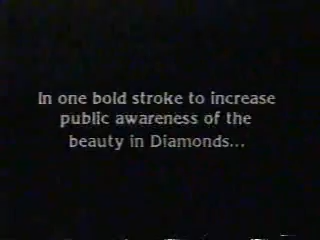 In one bold stroke to increase
public awareness of the
beauty in Diamonds...